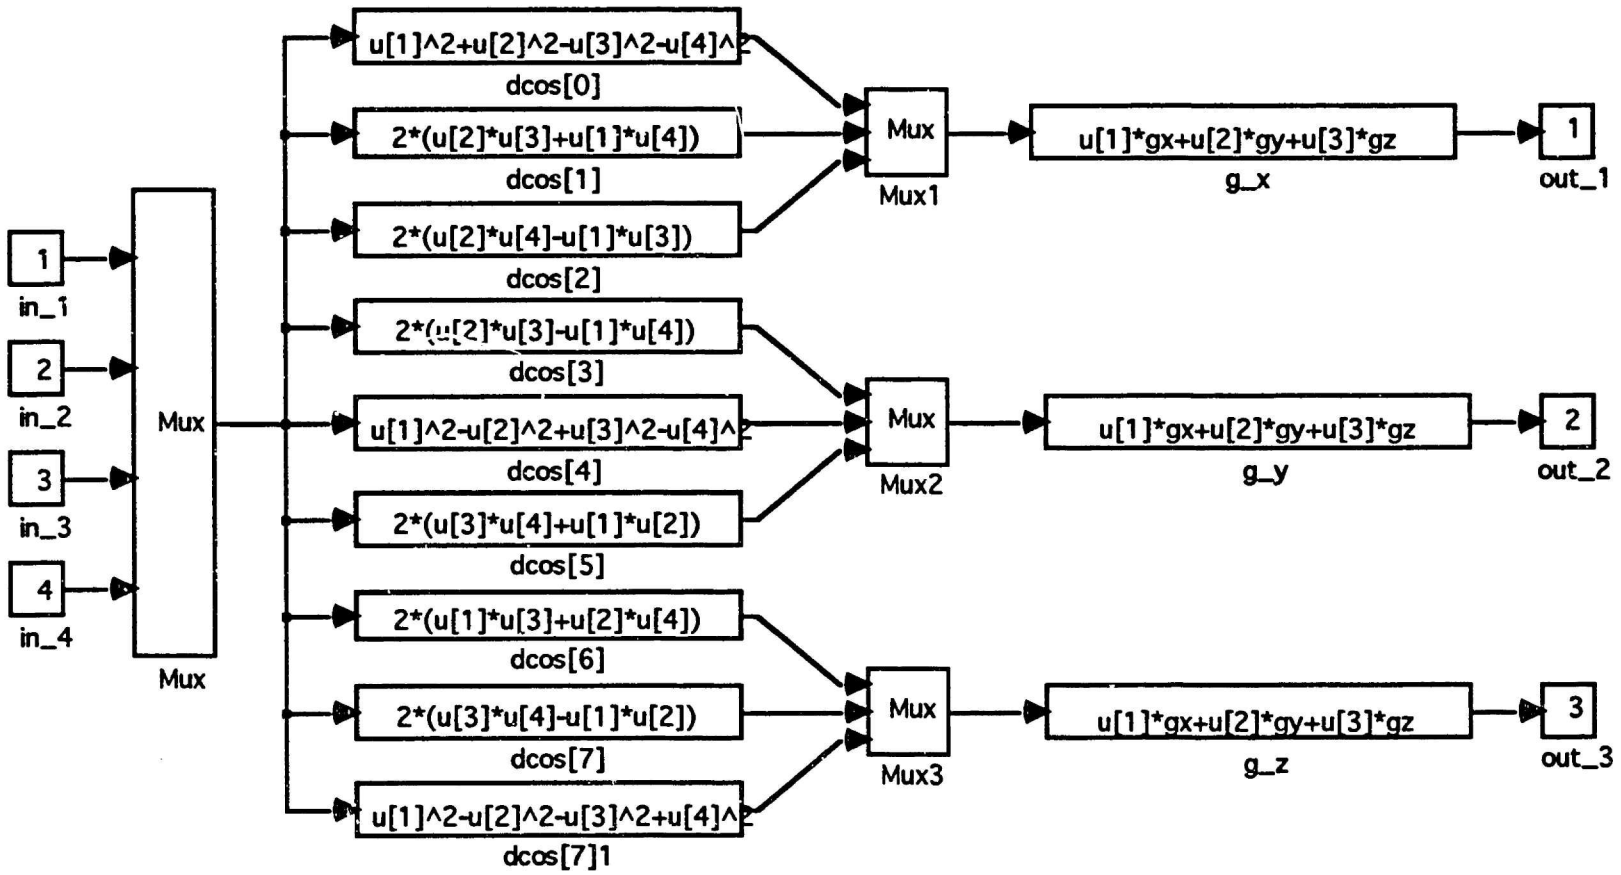 1
in_1
2
in_2
3
in_3
4
in_4
Mux
Mux
u[1]^2+u[2]^2-u[3]^2-u[4]^2
dcos[0]
2*(u[2]*u[3]+u[1]*u[4])
dcos[1]
2*(u[2]*u[4]-u[1]*u[3])
dcos[2]
2*(u[2]*u[3]-u[1]*u[4])
dcos[3]
u[1]^2-u[2]^2+u[3]^2-u[4]^2
dcos[4]
2*(u[3]*u[4]+u[1]*u[2])
dcos[5]
2*(u[1]*u[3]+u[2]*u[4])
dcos[6]
2*(u[3]*u[4]-u[1]*u[2])
dcos[7]
u[1]^2-u[2]^2-u[3]^2+u[4]^2
dcos[7]1
Mux
Mux1
u[1]*gx+u[2]*gy+u[3]*gz
g_x
1
out_1
Mux
Mux2
u[1]*gx+u[2]*gy+u[3]*gz
g_y
2
out_2
Mux
Mux3
u[1]*gx+u[2]*gy+u[3]*gz
g_z
3
out_3